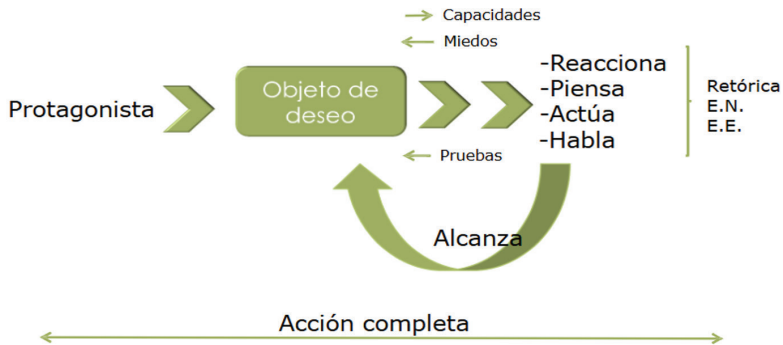 Capacidades
Miedos
Protagonista
Objeto de
deseo
-Reacciona
-Piensa
-Actúa
-Habla
Retórica
E.N.
E.E.
Pruebas
Alcanza
Acción completa